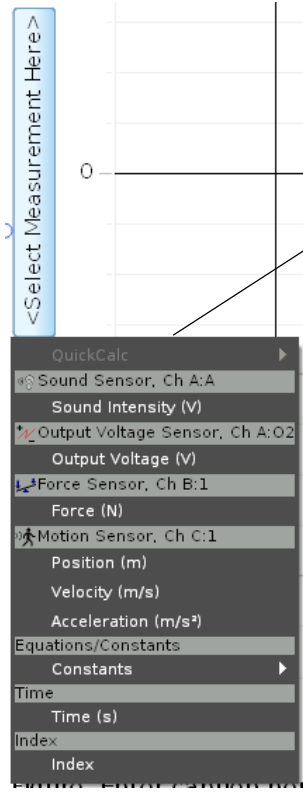 <Select Measurement Here>
0
QuickCalc
Sound Sensor, Ch A:A
Sound Intensity (V)
Output Voltage Sensor, Ch A:O2
Output Voltage (V)
Force Sensor, Ch B:1
Force (N)
Motion Sensor, Ch C:1
Position (m)
Velocity (m/s)
Acceleration (m/s²)
Equations/Constants
Constants
Time
Time (s)
Index
Index